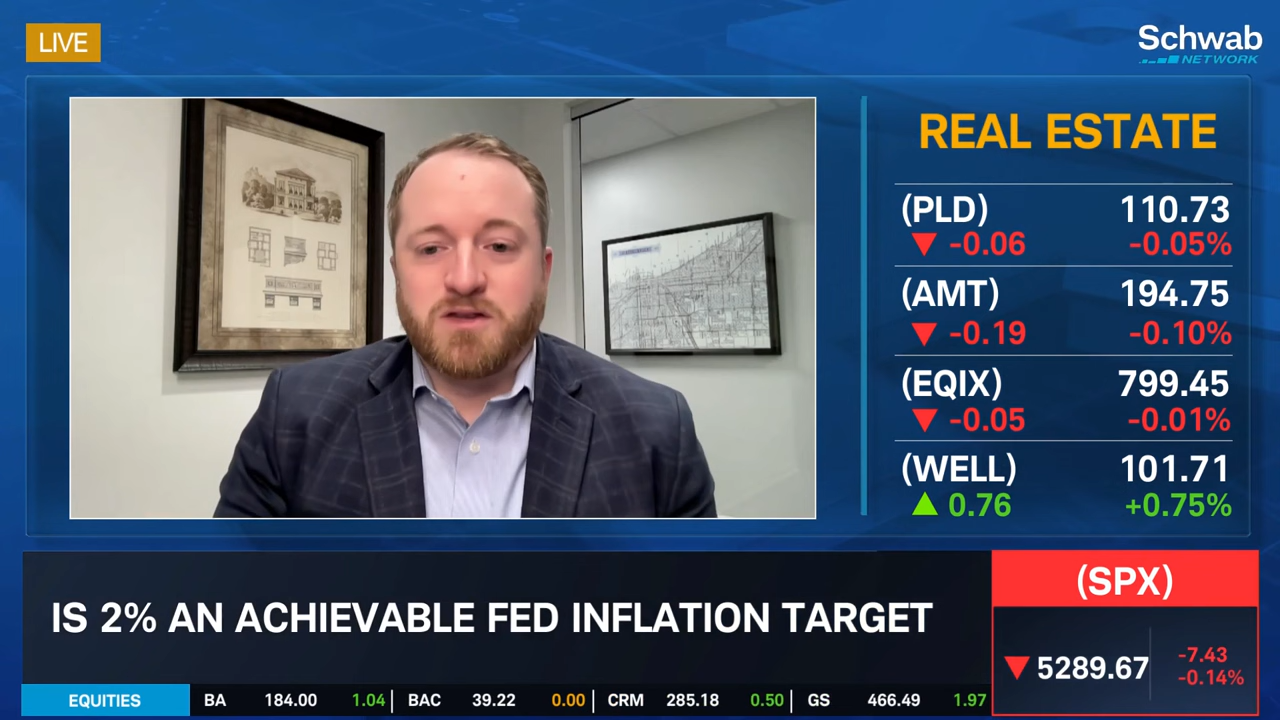 LIVE
Schwab
NETWORK
REAL ESTATE
(PLD) 110.73
▼ -0.06 -0.05%
(AMT) 194.75
▼ -0.19 -0.10%
(EQIX) 799.45
▼ -0.05 -0.01%
(WELL) 101.71
▲ 0.76 +0.75%
IS 2% AN ACHIEVABLE FED INFLATION TARGET
(SPX)
▼ 5289.67 -7.43
-0.14%
EQUITIES BA 184.00 1.04 | BAC 39.22 0.00 | CRM 285.18 0.50 | GS 466.49 1.97